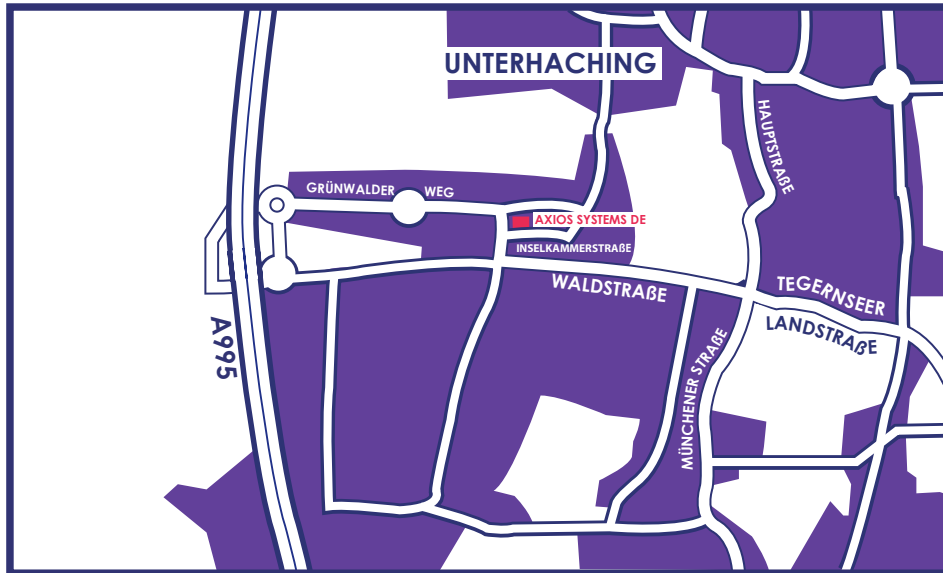 UNTERHACHING
HAUPTSTRAßE
GRÜNWALDER WEG
AXIOS SYSTEMS DE
INSELKAMMERSTRAßE
WALDSTRAßE
TEGERNSEER
LANDSTRAßE
A995
MÜNCHENER STRAßE